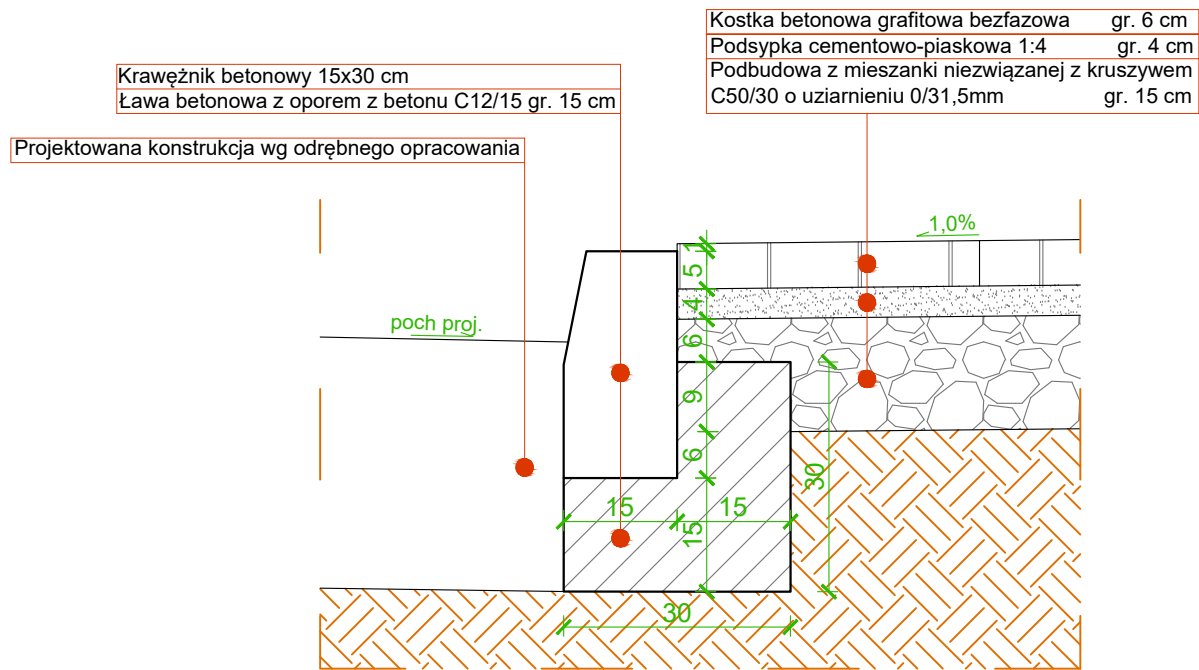 Kostka betonowa grafitowa bezfazowa gr. 6 cm
Podsypka cementowo-piaskowa 1:4 gr. 4 cm
Podbudowa z mieszanki niezwiązanej z kruszywem
C50/30 o uziarnieniu 0/31,5mm gr. 15 cm
Krawężnik betonowy 15x30 cm
Ława betonowa z oporem z betonu C12/15 gr. 15 cm
Projektowana konstrukcja wg odrębnego opracowania
1,0%
poch proj.
1
5
4
6
9
6
15
15
15
30
30